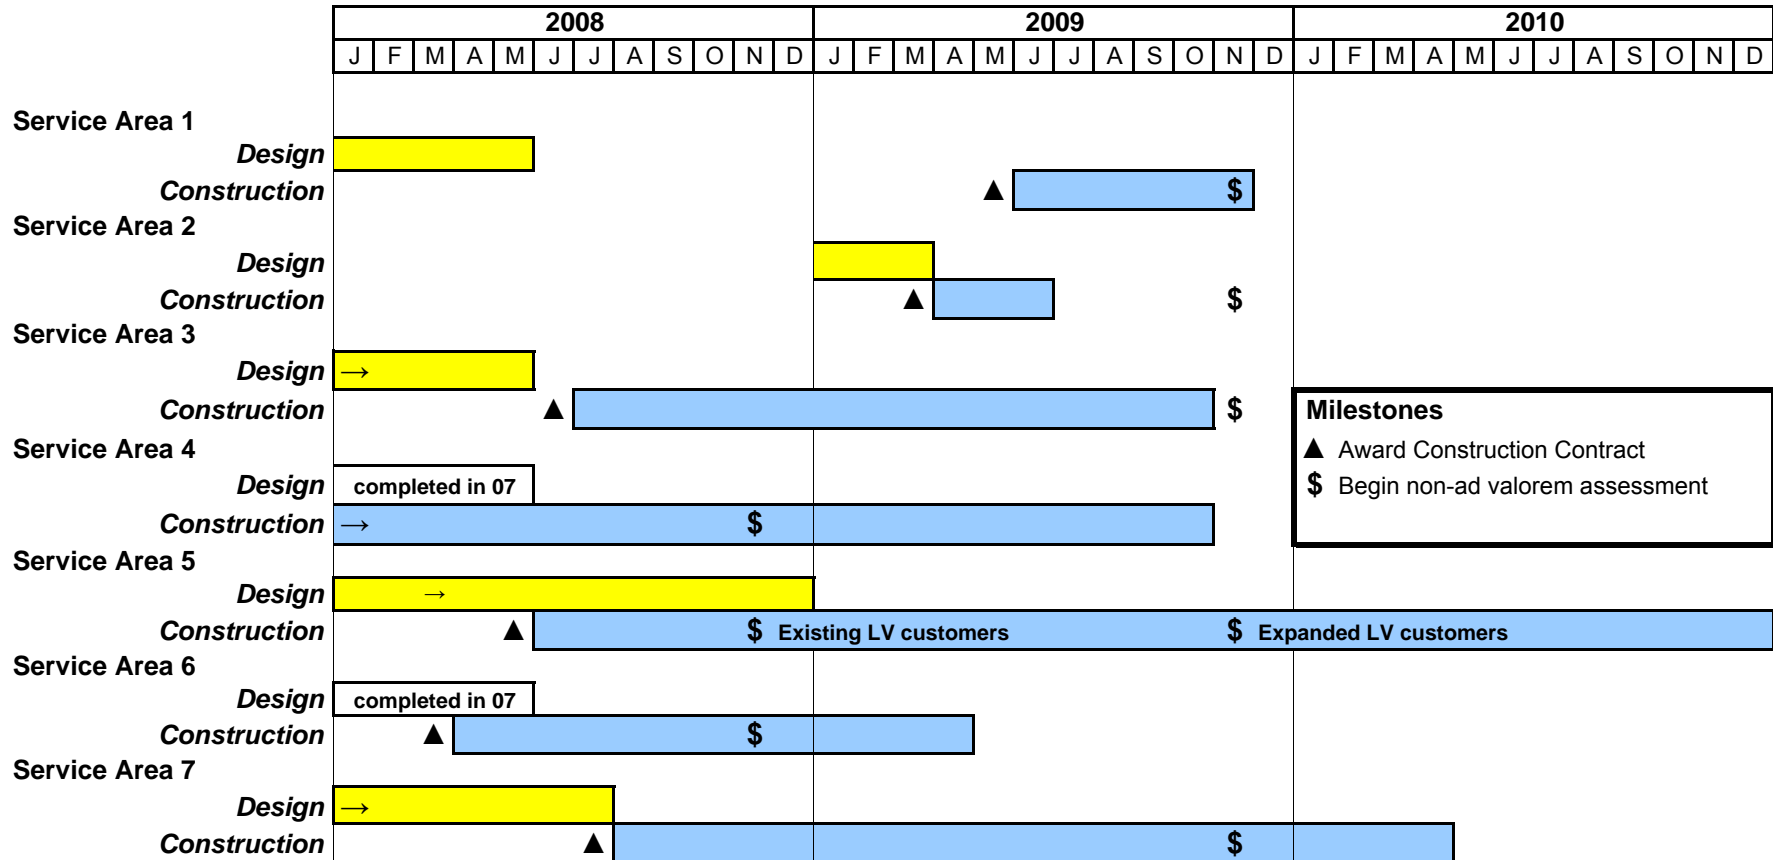 2008 2009 2010
J F M A M J J A S O N D J F M A M J J A S O N D J F M A M J J A S O N D
Service Area 1
Design
Construction ▲ $
Service Area 2
Design
Construction ▲ $
Service Area 3
Design →
Construction ▲ $
Milestones
▲ Award Construction Contract
$ Begin non-ad valorem assessment
Service Area 4
Design completed in 07
Construction → $
Service Area 5
Design →
Construction ▲ $ Existing LV customers $ Expanded LV customers
Service Area 6
Design completed in 07
Construction ▲ $
Service Area 7
Design →
Construction ▲ $